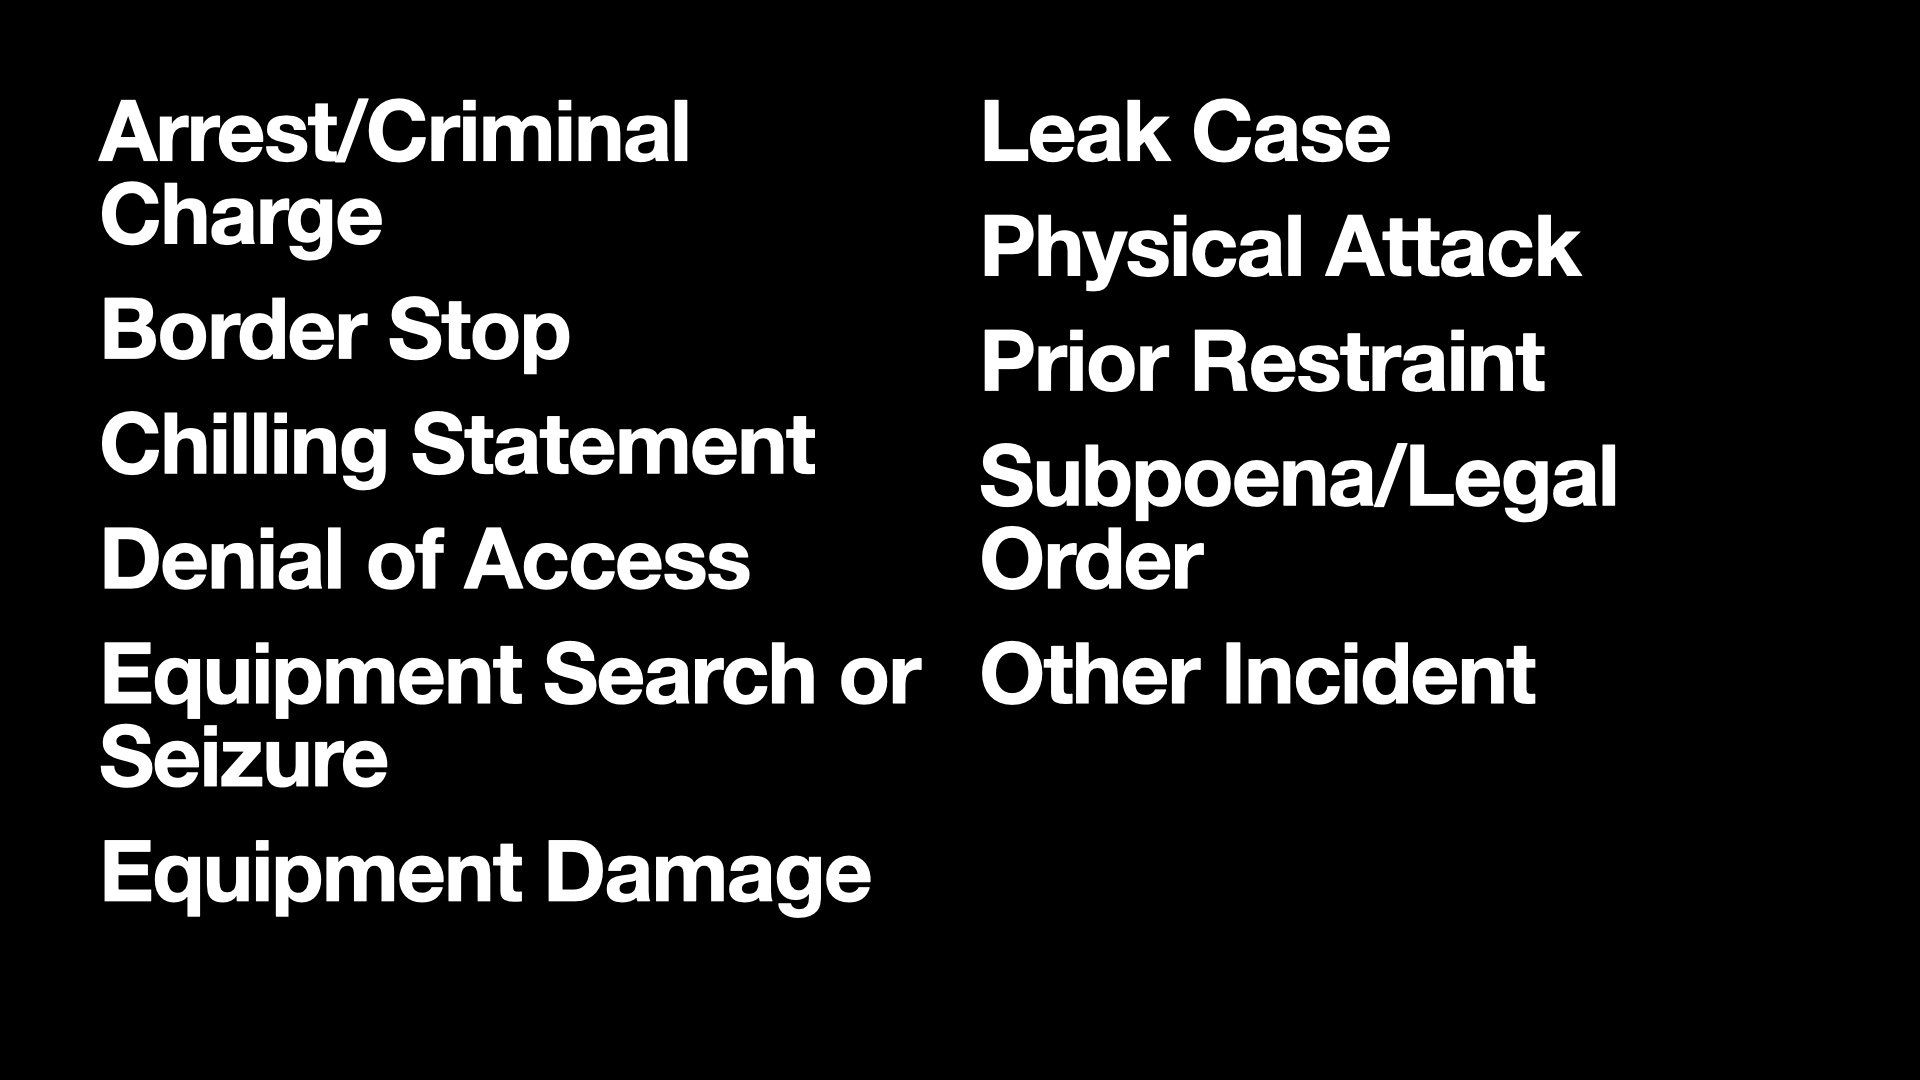 Arrest/Criminal
Charge
Border Stop
Chilling Statement
Denial of Access
Equipment Search or
Seizure
Equipment Damage
Leak Case
Physical Attack
Prior Restraint
Subpoena/Legal
Order
Other Incident